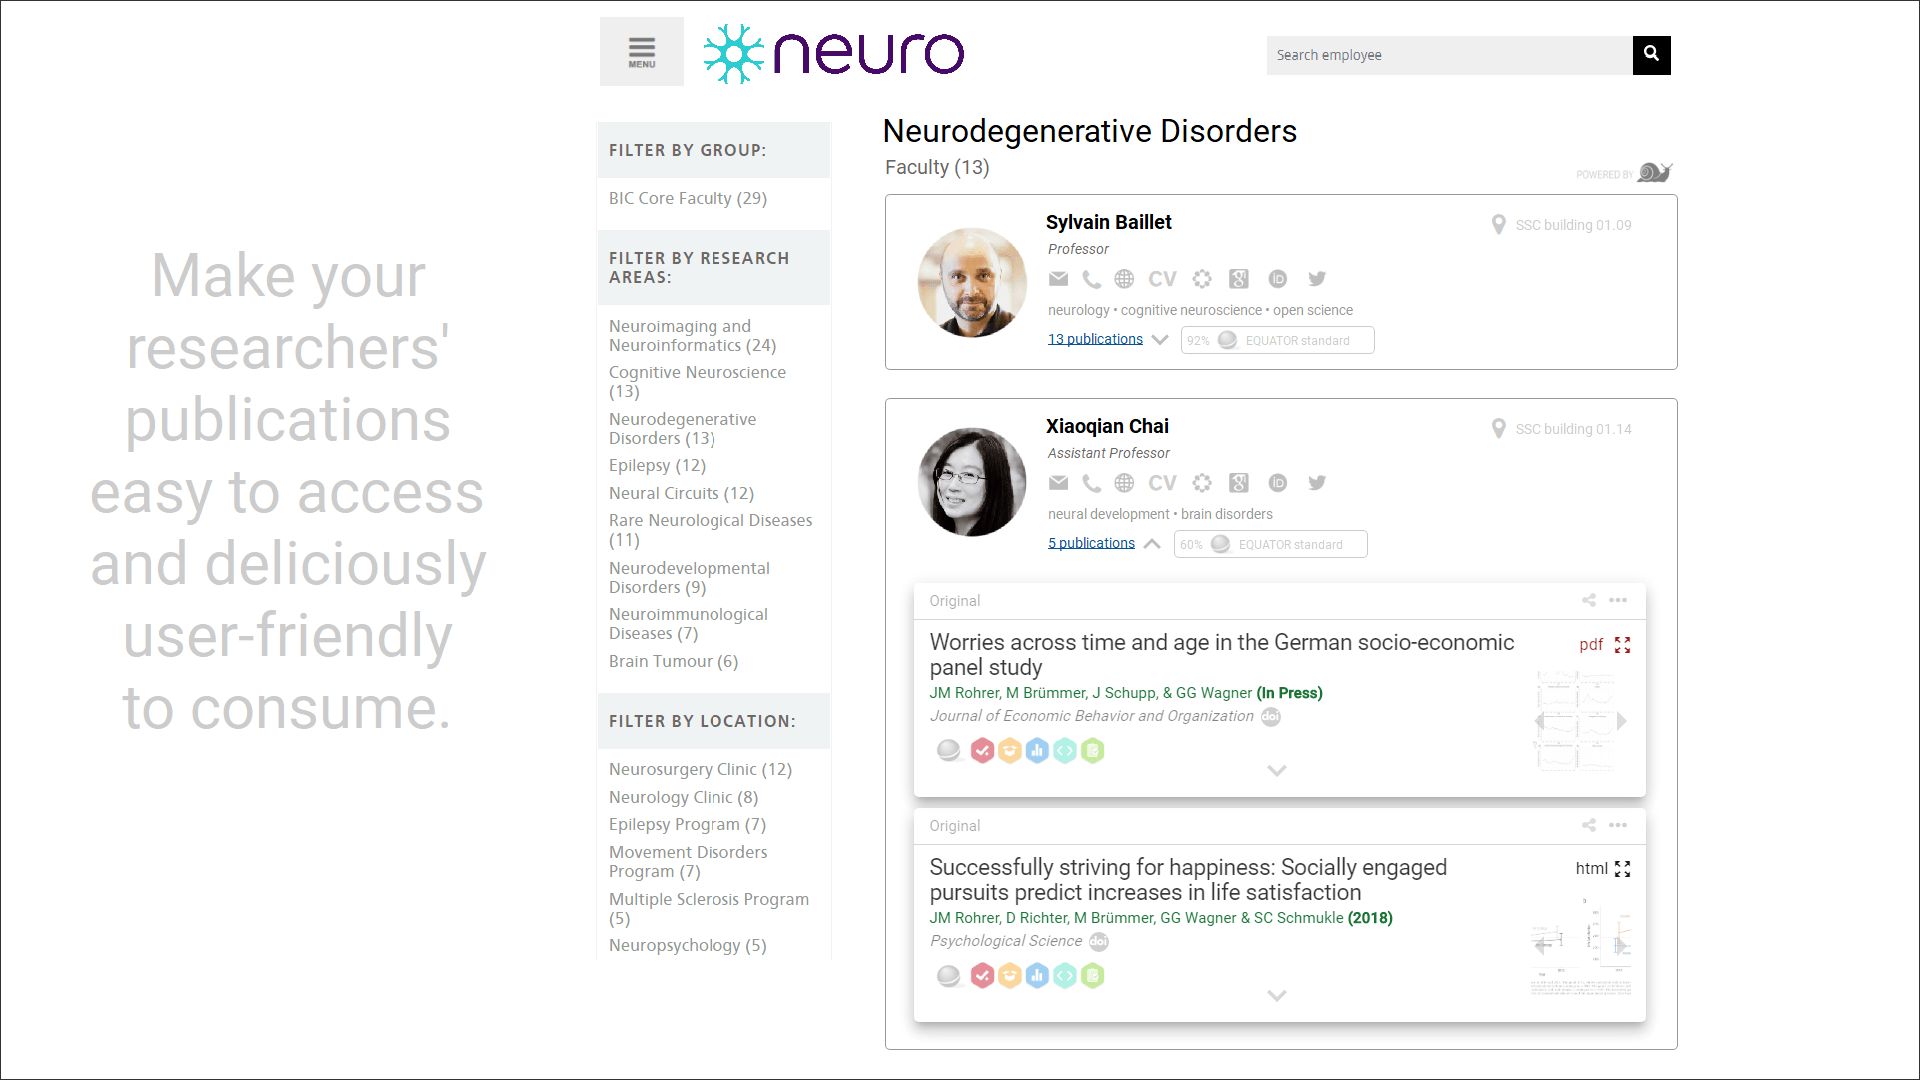 MENU
neuro
Search employee
Make your
researchers'
publications
easy to access
and deliciously
user-friendly
to consume.
FILTER BY GROUP:
BIC Core Faculty (29)
FILTER BY RESEARCH
AREAS:
Neuroimaging and
Neuroinformatics (24)
Cognitive Neuroscience
(13)
Neurodegenerative
Disorders (13)
Epilepsy (12)
Neural Circuits (12)
Rare Neurological Diseases
(11)
Neurodevelopmental
Disorders (9)
Neuroimmunological
Diseases (7)
Brain Tumour (6)
FILTER BY LOCATION:
Neurosurgery Clinic (12)
Neurology Clinic (8)
Epilepsy Program (7)
Movement Disorders
Program (7)
Multiple Sclerosis Program
(5)
Neuropsychology (5)
Neurodegenerative Disorders
Faculty (13)
POWERED BY
Sylvain Baillet
SSC building 01.09
Professor
CV
iD
neurology • cognitive neuroscience • open science
13 publications
92% EQUATOR standard
Xiaoqian Chai
SSC building 01.14
Assistant Professor
CV
iD
neural development • brain disorders
5 publications
60% EQUATOR standard
Original
Worries across time and age in the German socio-economic
panel study
pdf
JM Rohrer, M Brümmer, J Schupp, & GG Wagner (In Press)
Journal of Economic Behavior and Organization doi
Original
Successfully striving for happiness: Socially engaged
pursuits predict increases in life satisfaction
html
JM Rohrer, D Richter, M Brümmer, GG Wagner & SC Schmukle (2018)
Psychological Science doi